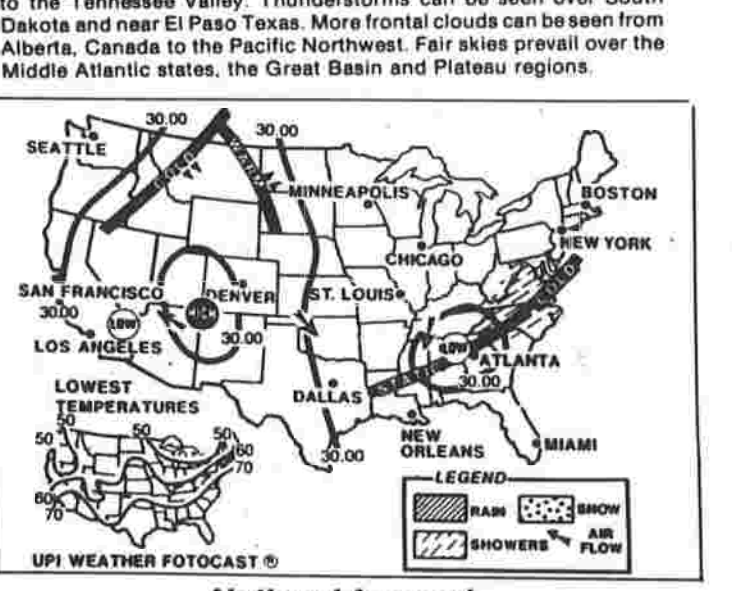 to the Tennessee Valley. Thunderstorms can be seen over South
Dakota and near El Paso Texas. More frontal clouds can be seen from
Alberta, Canada to the Pacific Northwest. Fair skies prevail over the
Middle Atlantic states, the Great Basin and Plateau regions.
30.00
30.00
SEATTLE
COLD
WARM
MINNEAPOLIS
BOSTON
NEW YORK
CHICAGO
SAN FRANCISCO
DENVER
ST. LOUIS
COLD
30.00
LOW
30.00
LOW
LOS ANGELES
ATLANTA
30.00
DALLAS
LOWEST
TEMPERATURES
NEW
ORLEANS
MIAMI
30.00
50
50
50
50
60
70
60
70
LEGEND
RAIN
SNOW
SHOWERS
AIR
FLOW
UPI WEATHER FOTOCAST ®